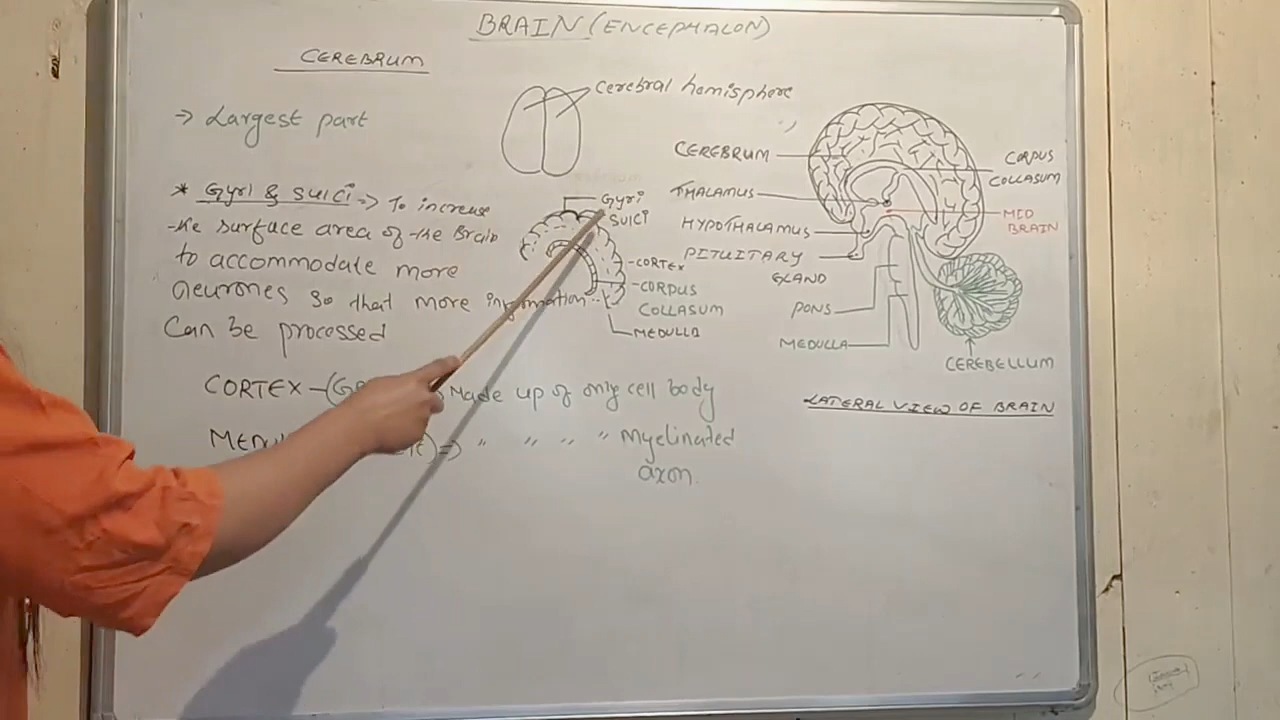 BRAIN (ENCEPHALON)
CEREBRUM
→ Largest part
* Gyri & Sulci => To increase
the surface area of the Brain
to accommodate more
neurones so that more information
Can be processed
CORTEX - Made up of only cell body
=> " " " " Myelinated
axon
Cerebral hemisphere
Gyri
Sulci
-CORTEX
-CORPUS
COLLASUM
MEDULLA
CEREBRUM
THALAMUS
HYPOTHALAMUS
PITUITARY
GLAND
PONS
MEDULLA
CORPUS
COLLASUM
MID
BRAIN
CEREBELLUM
LATERAL VIEW OF BRAIN